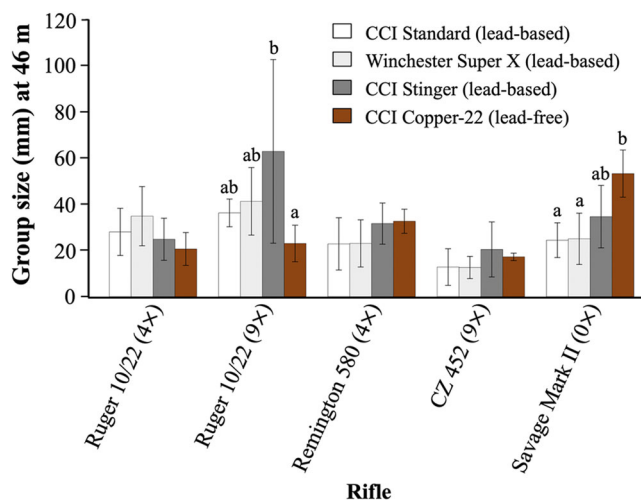 Group size (mm) at 46 m
120
100
80
60
40
20
0
CCI Standard (lead-based)
Winchester Super X (lead-based)
CCI Stinger (lead-based)
CCI Copper-22 (lead-free)
ab
ab
b
a
a
a
ab
b
Ruger 10/22 (4×)
Ruger 10/22 (9×)
Remington 580 (4×)
CZ 452 (9×)
Savage Mark II (0×)
Rifle